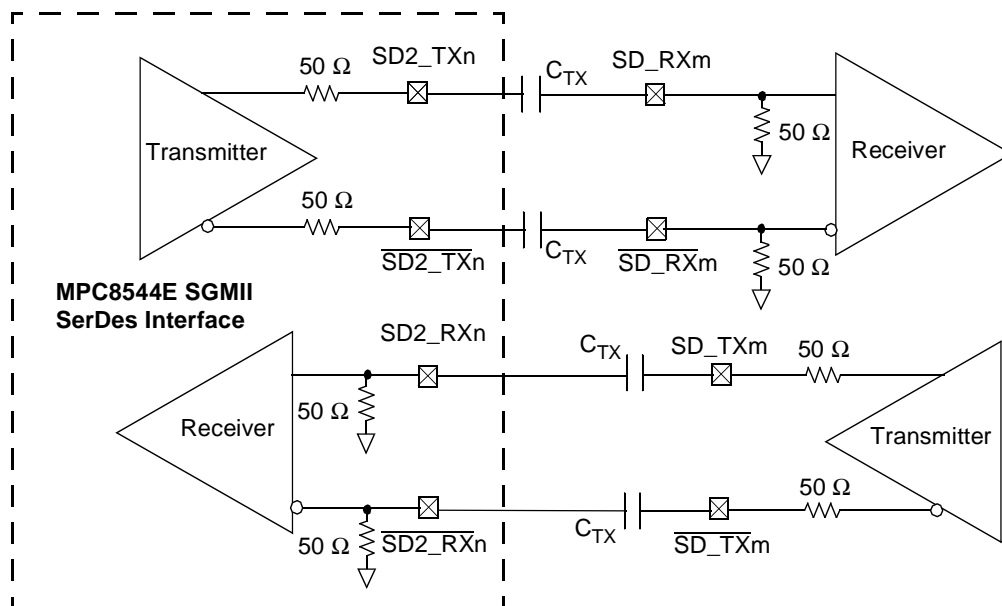 SD2_TXn
50 Ω
C_TX
SD_RXm
50 Ω
Transmitter
Receiver
50 Ω
SD2_TXn
C_TX
SD_RXm
50 Ω
MPC8544E SGMII
SerDes Interface
SD2_RXn
C_TX
SD_TXm
50 Ω
50 Ω
Receiver
Transmitter
50 Ω
50 Ω
SD2_RXn
C_TX
SD_TXm